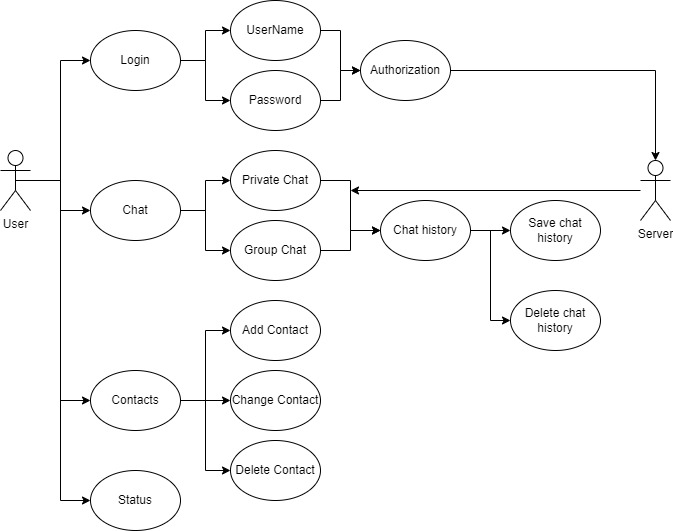 UserName
Login
Authorization
Password
User
Private Chat
Server
Chat
Chat history
Save chat
history
Group Chat
Delete chat
history
Add Contact
Contacts
Change Contact
Delete Contact
Status